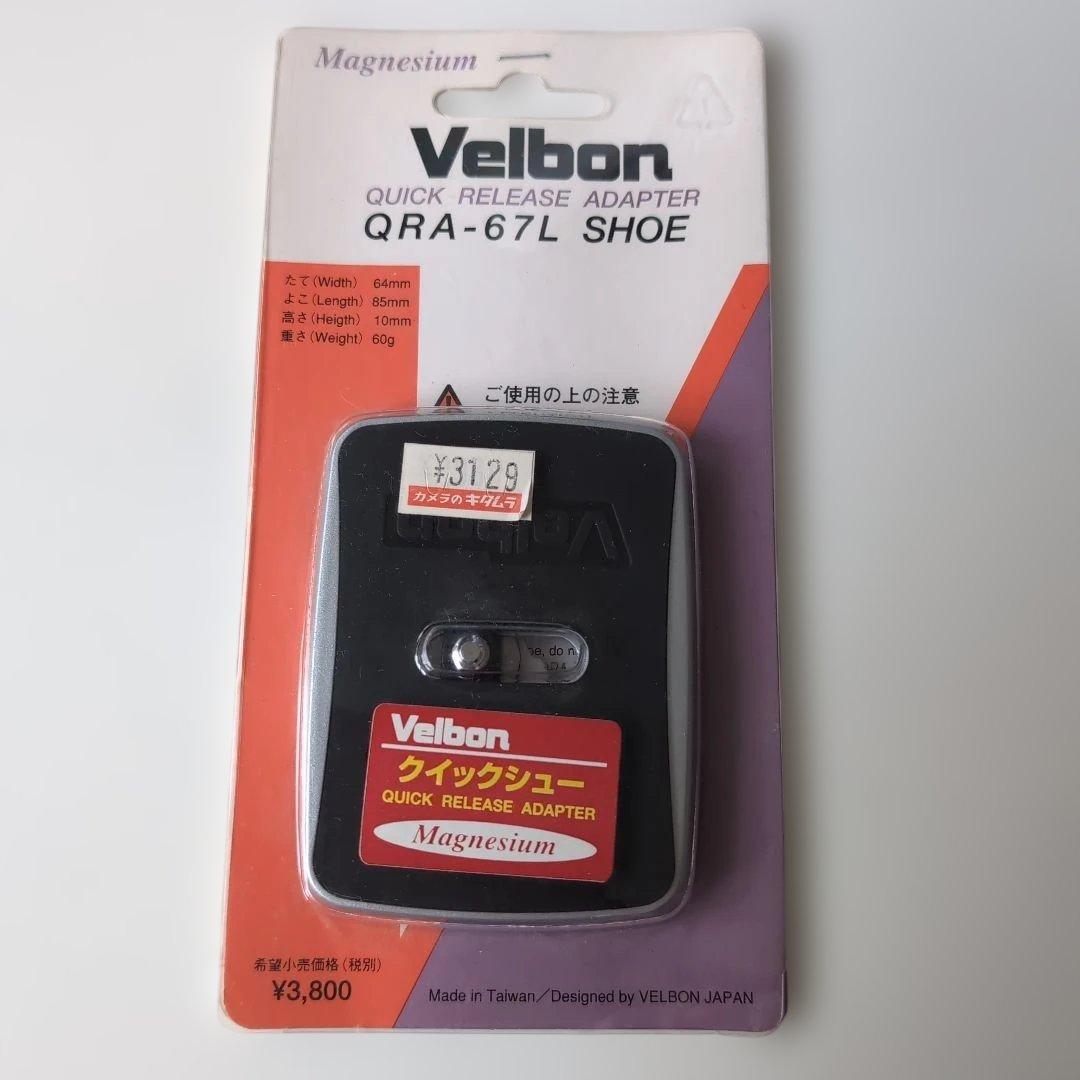 Magnesium
Velbon
QUICK RELEASE ADAPTER
QRA-67L SHOE
たて(Width) 64mm
よこ(Length) 85mm
高さ(Heigth) 10mm
重さ(Weight) 60g
ご使用の上の注意
¥3129
カメラのキタムラ
Velbon
do
Velbon
クイックシュー
QUICK RELEASE ADAPTER
Magnesium
希望小売価格(税別)
¥3,800
Made in Taiwan/Designed by VELBON JAPAN